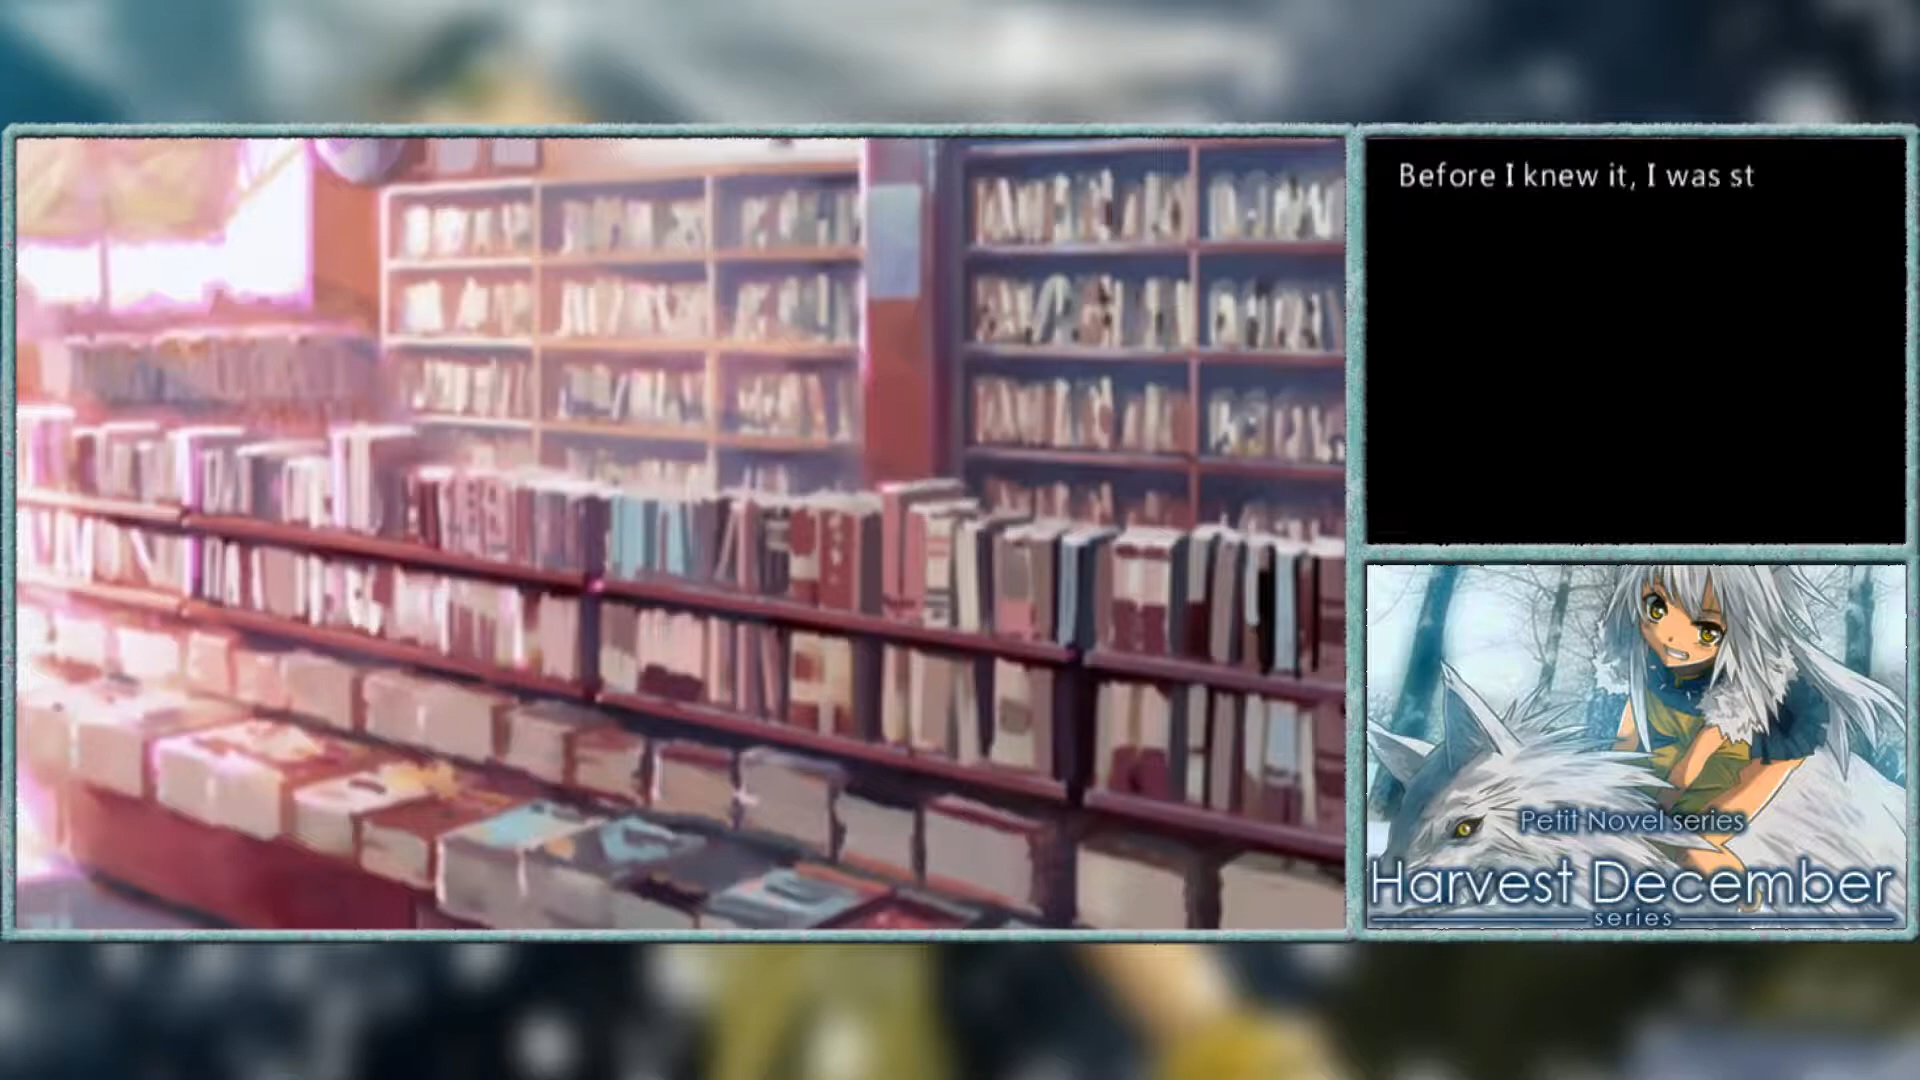 Before I knew it, I was st
Petit Novel series
Harvest December
series